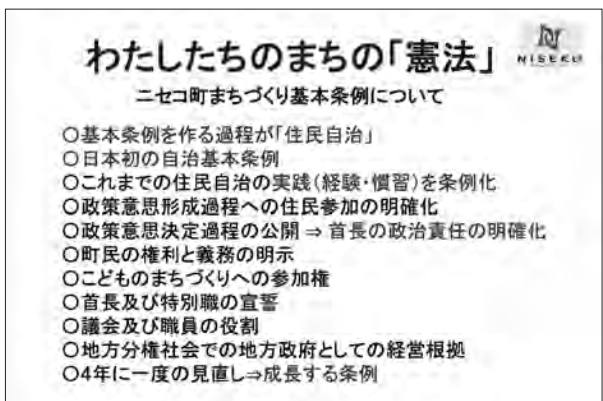 わたしたちのまちの「憲法」
NISEKO
ニセコ町まちづくり基本条例について
○基本条例を作る過程が「住民自治」
○日本初の自治基本条例
○これまでの住民自治の実践(経験・慣習)を条例化
○政策意思形成過程への住民参加の明確化
○政策意思決定過程の公開⇒首長の政治責任の明確化
○町民の権利と義務の明示
○こどものまちづくりへの参加権
○首長及び特別職の宣誓
○議会及び職員の役割
○地方分権社会での地方政府としての経営根拠
○4年に一度の見直し⇒成長する条例